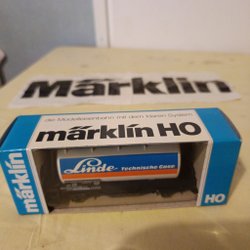 Märklin
die Modelleisenbahn mit dem klaren System
märklin HO
märklin
Linde
Technische Gase
HO